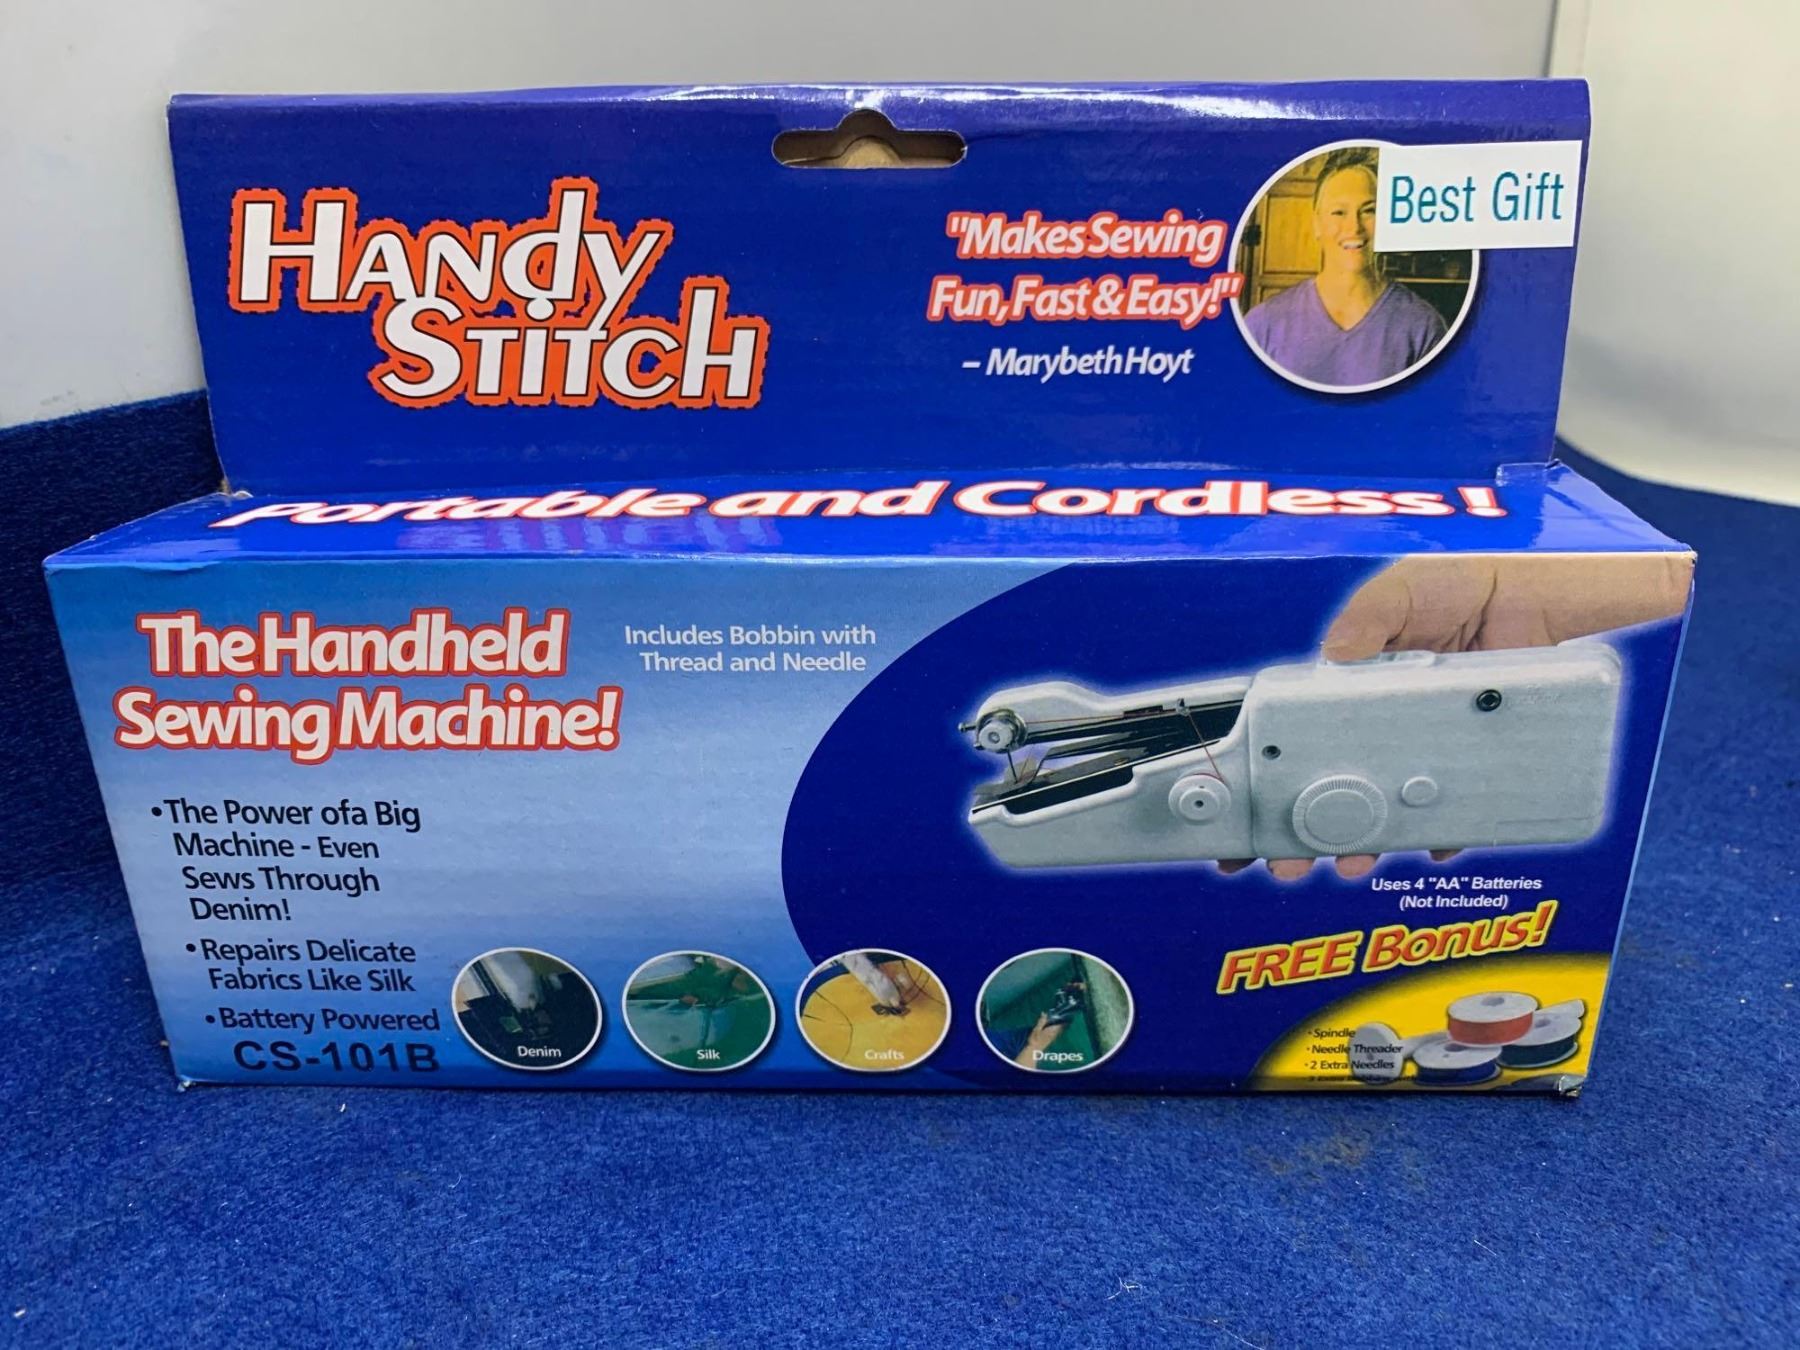 Handy
Stitch
"Makes Sewing
Fun, Fast & Easy!"
– Marybeth Hoyt
Best Gift
Portable and Cordless!
The Handheld
Sewing Machine!
Includes Bobbin with
Thread and Needle
•The Power ofa Big
Machine - Even
Sews Through
Denim!
•Repairs Delicate
Fabrics Like Silk
•Battery Powered
CS-101B
Denim
Silk
Crafts
Drapes
Uses 4 "AA" Batteries
(Not Included)
FREE Bonus!
•Spindle
•Needle Threader
•2 Extra Needles